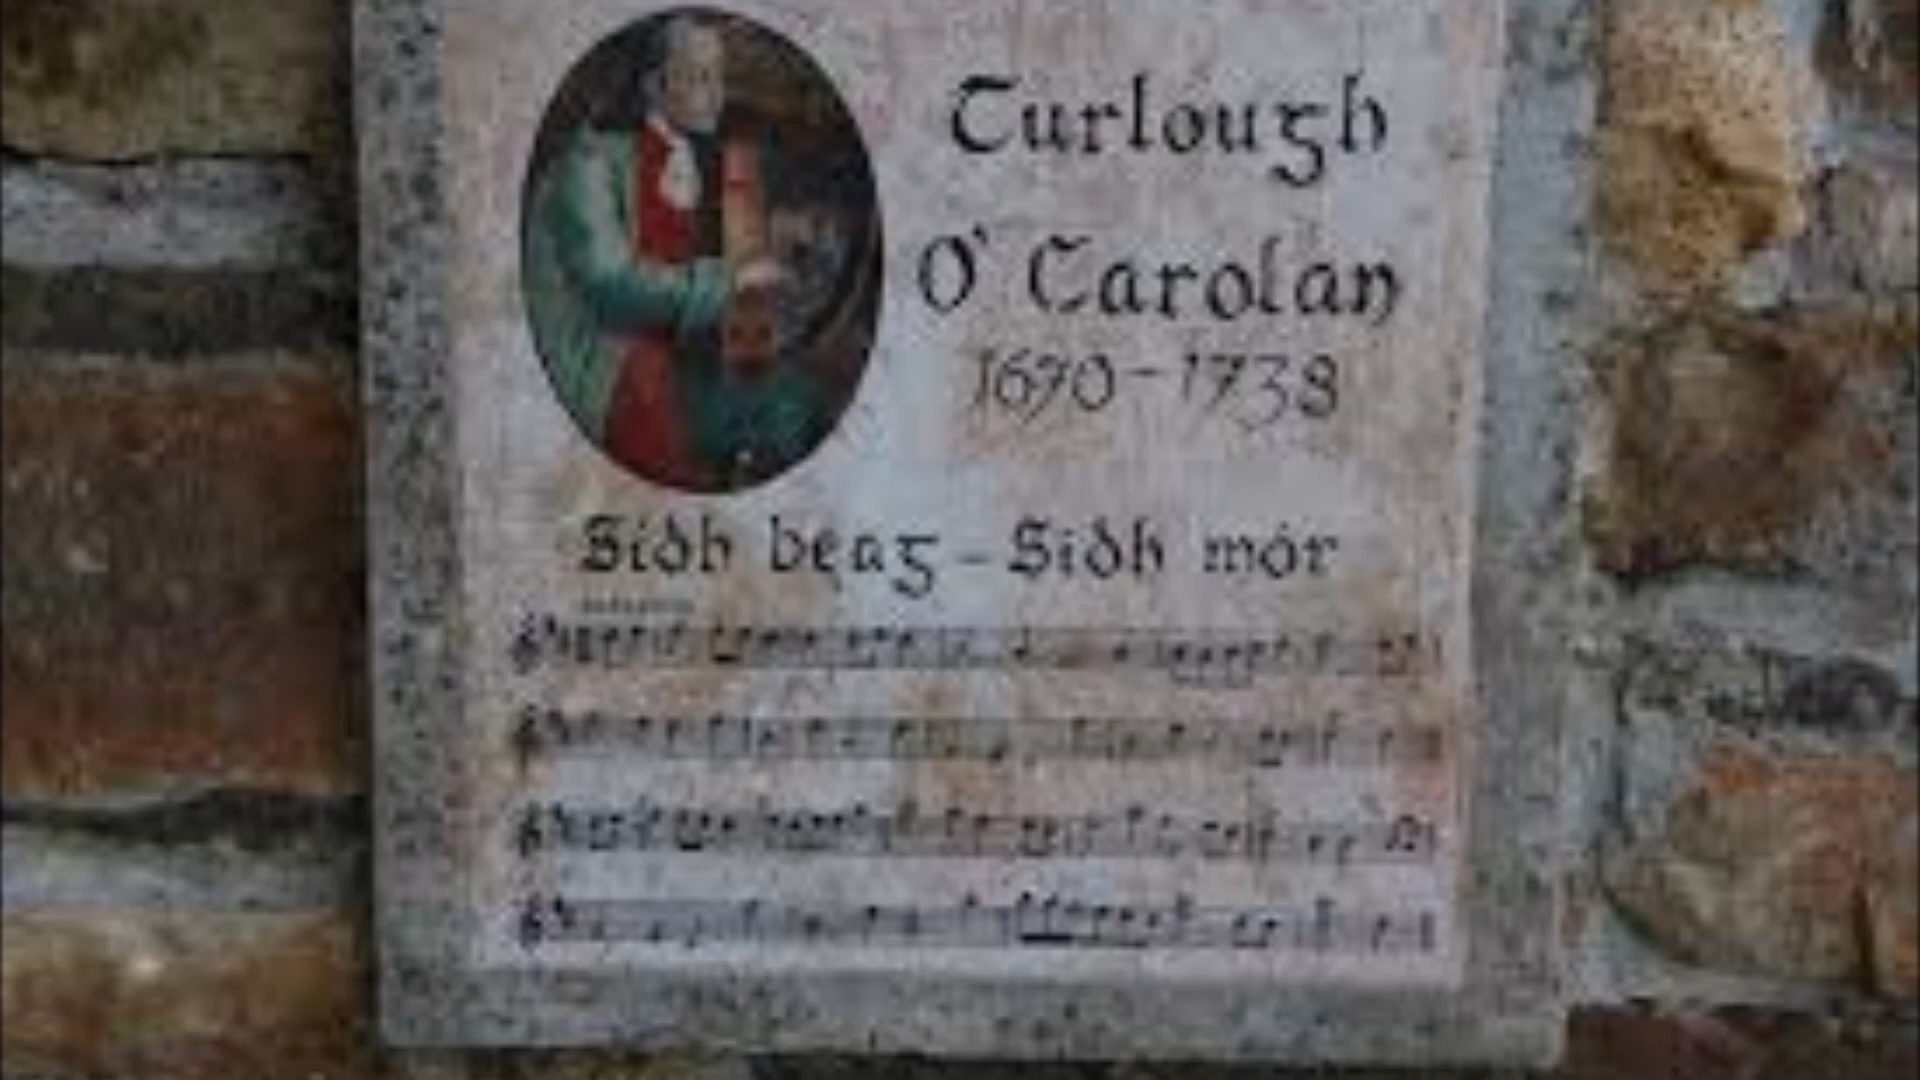 Turlough
O' Carolan
1670-1738
Sidh beag - Sidh mór